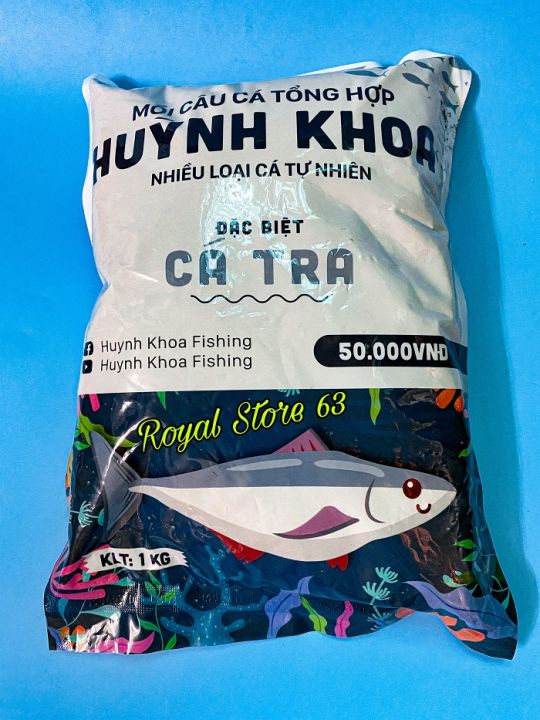 MỒI CÂU CÁ TỔNG HỢP
HUỲNH KHOA
NHIỀU LOẠI CÁ TỰ NHIÊN
ĐẶC BIỆT
CÁ TRA
Huynh Khoa Fishing
Huynh Khoa Fishing
50.000VNĐ
Royal Store 63
KLT: 1 KG